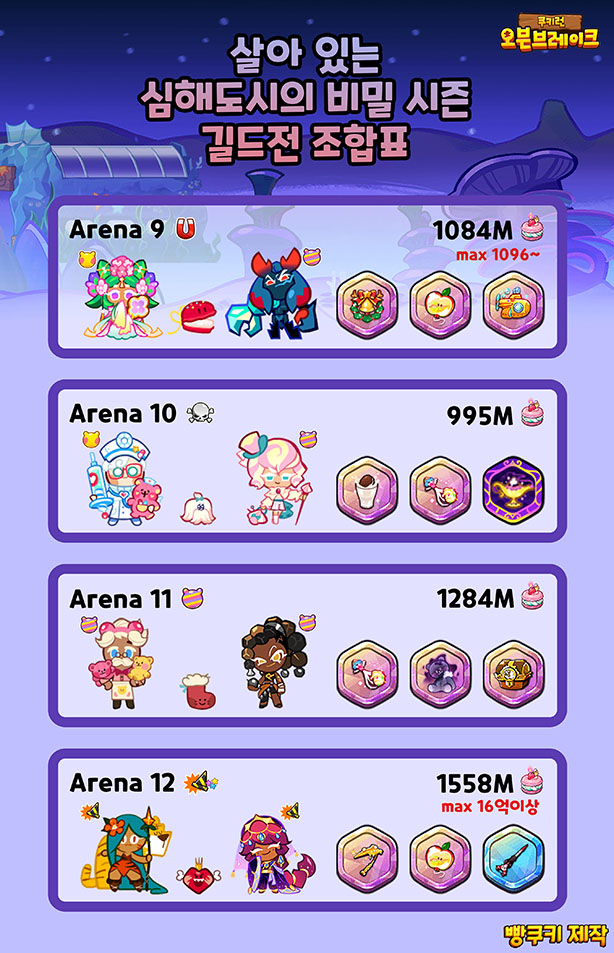 쿠키런
오븐브레이크
살아 있는
심해도시의 비밀 시즌
길드전 조합표
Arena 9
1084M
max 1096~
Arena 10
995M
Arena 11
1284M
Arena 12
1558M
max 16억이상
빵쿠키 제작